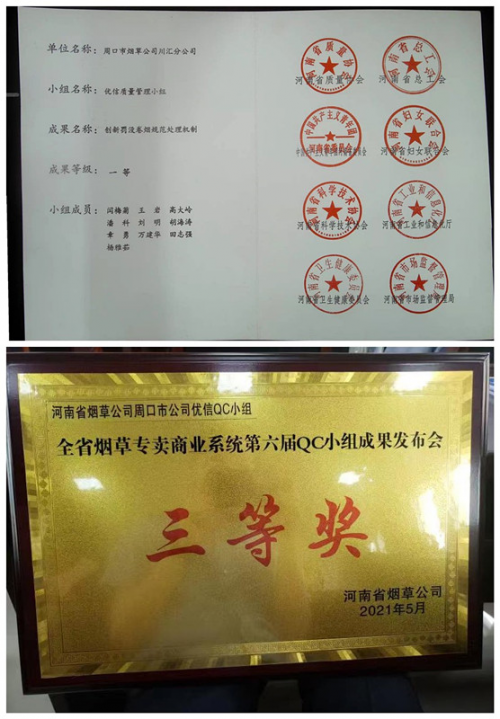 单位名称：周口市烟草公司川汇分公司
小组名称：优信质量管理小组
成果名称：创新罚没卷烟规范处理机制
成果等级：一等
小组成员：闫梅菊 王岩 高大岭
潘科 刘明 胡海涛
章勇 万建华 田志强
杨雅茹
河南省质量协会
河南省总工会
河南省妇女联合会
河南省科学技术协会
河南省工业和信息化厅
河南省卫生健康委员会
河南省市场监督管理局
河南省烟草公司周口市公司优信QC小组
全省烟草专卖商业系统第六届QC小组成果发布会
三等奖
河南省烟草公司
2021年5月